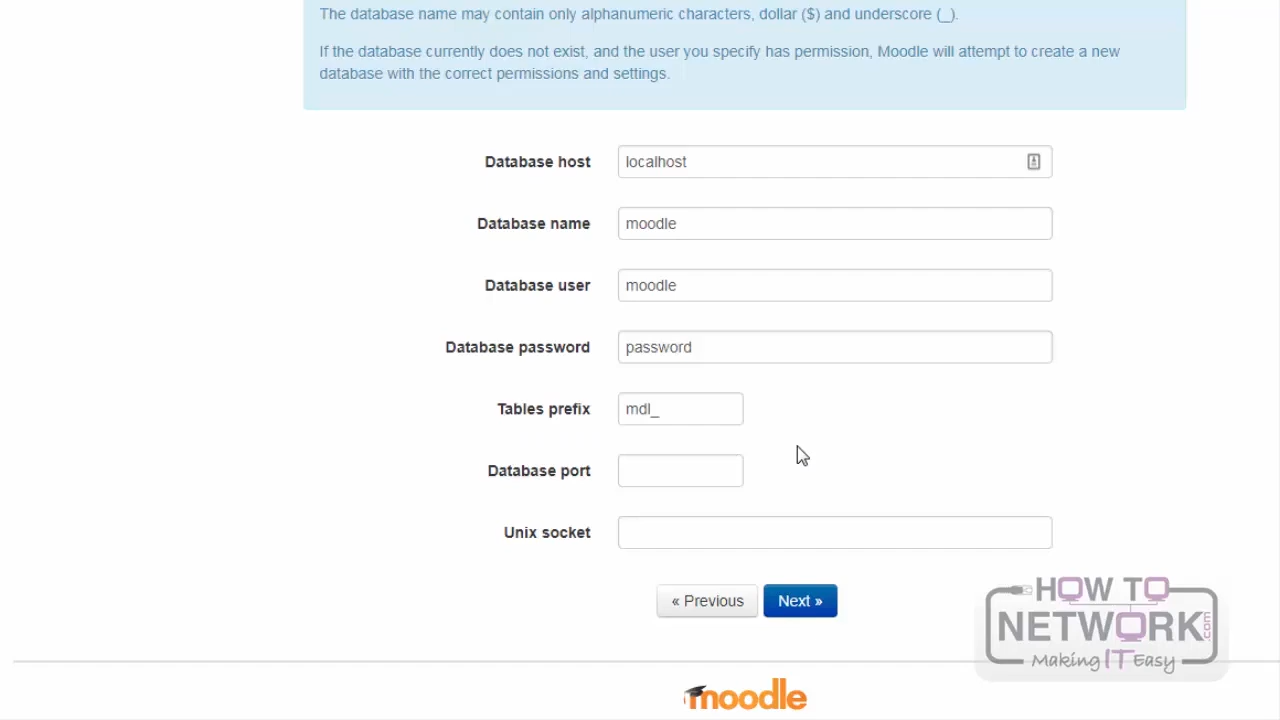 The database name may contain only alphanumeric characters, dollar ($) and underscore (_).
If the database currently does not exist, and the user you specify has permission, Moodle will attempt to create a new
database with the correct permissions and settings.
Database host localhost
Database name moodle
Database user moodle
Database password password
Tables prefix mdl_
Database port
Unix socket
« Previous Next »
HOW TO
NETWORK.com
Making IT Easy
moodle